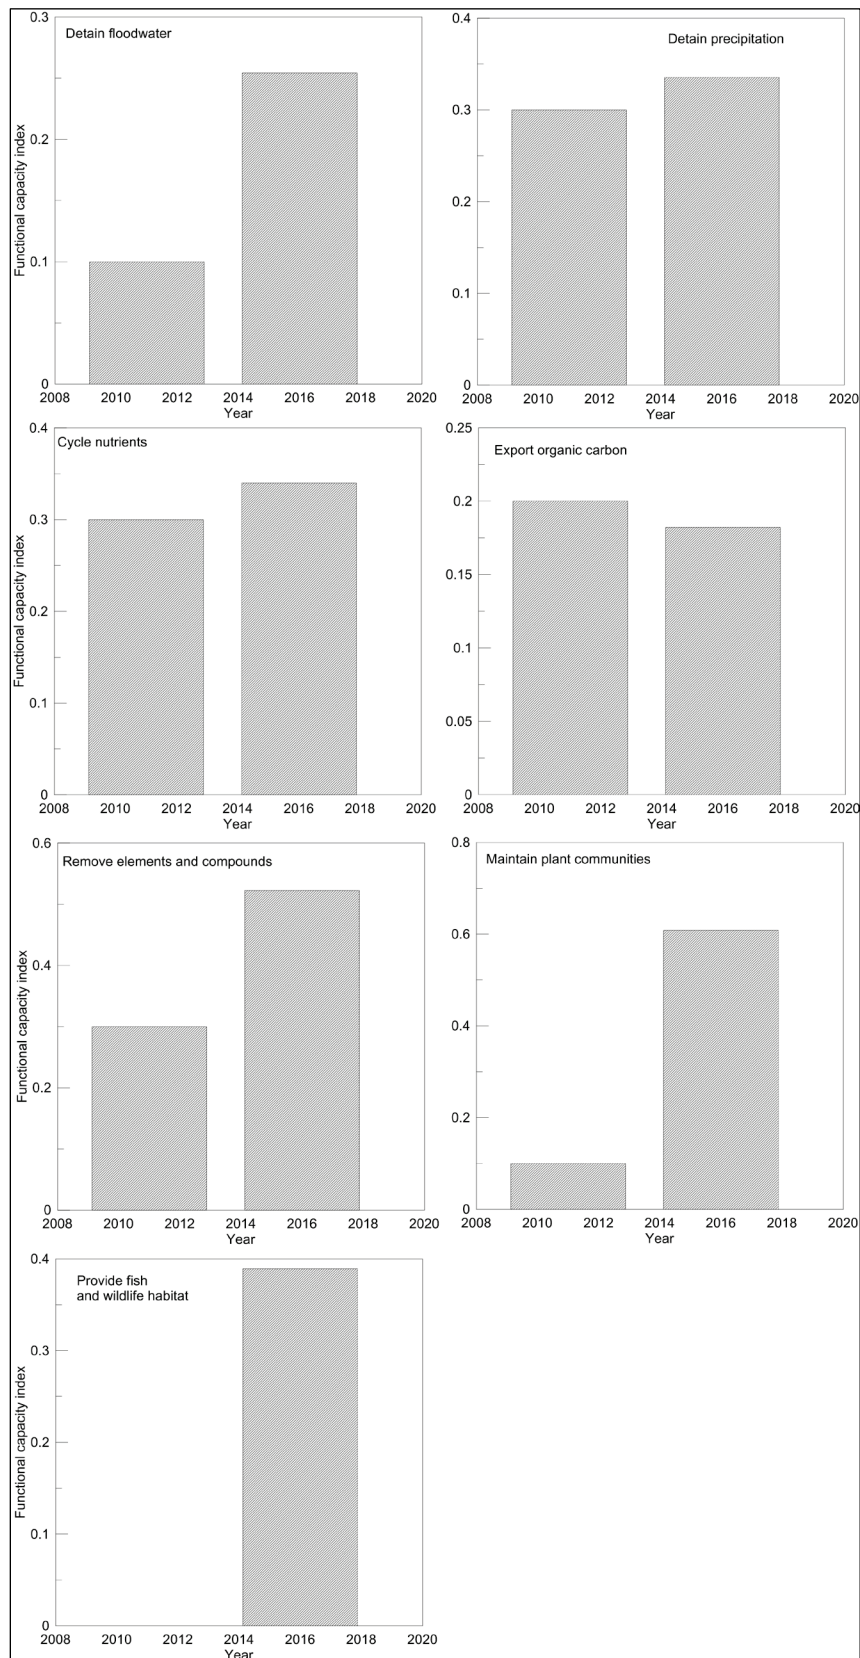 Detain floodwater
Functional capacity index
0.3
0.2
0.1
0
2008 2010 2012 2014 2016 2018 2020
Year
Detain precipitation
0.4
0.3
0.2
0.1
0
2008 2010 2012 2014 2016 2018 2020
Year
Cycle nutrients
Functional capacity index
0.4
0.3
0.2
0.1
0
2008 2010 2012 2014 2016 2018 2020
Year
Export organic carbon
0.25
0.2
0.15
0.1
0.05
0
2008 2010 2012 2014 2016 2018 2020
Year
Remove elements and compounds
Functional capacity index
0.6
0.4
0.2
0
2008 2010 2012 2014 2016 2018 2020
Year
Maintain plant communities
0.8
0.6
0.4
0.2
0
2008 2010 2012 2014 2016 2018 2020
Year
Provide fish
and wildlife habitat
Functional capacity index
0.4
0.3
0.2
0.1
0
2008 2010 2012 2014 2016 2018 2020
Year